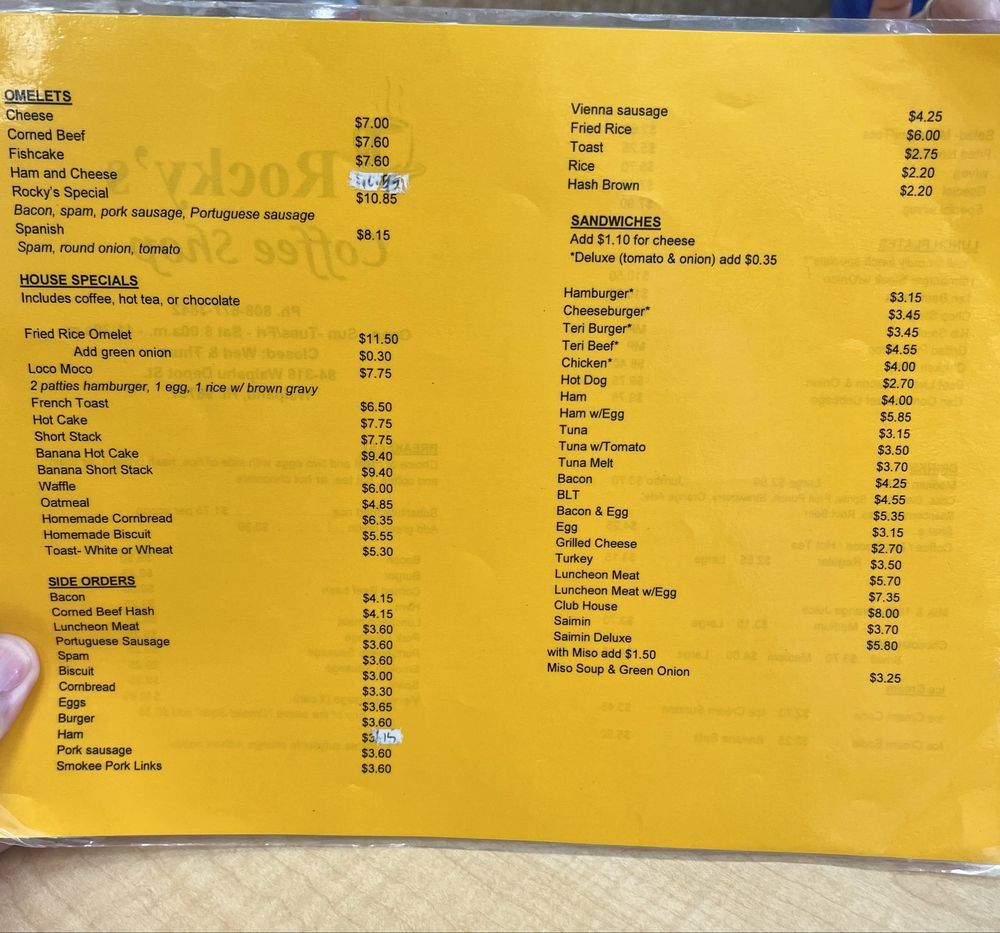 OMELETS
Cheese $7.00
Corned Beef $7.60
Fishcake $7.60
Ham and Cheese
Rocky's Special $10.85
Bacon, spam, pork sausage, Portuguese sausage
Spanish $8.15
Spam, round onion, tomato
HOUSE SPECIALS
Includes coffee, hot tea, or chocolate
Fried Rice Omelet $11.50
Add green onion $0.30
Loco Moco $7.75
2 patties hamburger, 1 egg, 1 rice w/ brown gravy
French Toast $6.50
Hot Cake $7.75
Short Stack $7.75
Banana Hot Cake $9.40
Banana Short Stack $9.40
Waffle $6.00
Oatmeal $4.85
Homemade Cornbread $6.35
Homemade Biscuit $5.55
Toast- White or Wheat $5.30
SIDE ORDERS
Bacon $4.15
Corned Beef Hash $4.15
Luncheon Meat $3.60
Portuguese Sausage $3.60
Spam $3.60
Biscuit $3.00
Cornbread $3.30
Eggs $3.65
Burger $3.60
Ham
Pork sausage $3.60
Smokee Pork Links $3.60
Vienna sausage $4.25
Fried Rice $6.00
Toast $2.75
Rice $2.20
Hash Brown $2.20
SANDWICHES
Add $1.10 for cheese
*Deluxe (tomato & onion) add $0.35
Hamburger* $3.15
Cheeseburger* $3.45
Teri Burger* $3.45
Teri Beef* $4.55
Chicken* $4.00
Hot Dog $2.70
Ham $4.00
Ham w/Egg $5.85
Tuna $3.15
Tuna w/Tomato $3.50
Tuna Melt $3.70
Bacon $4.25
BLT $4.55
Bacon & Egg $5.35
Egg $3.15
Grilled Cheese $2.70
Turkey $3.50
Luncheon Meat $5.70
Luncheon Meat w/Egg $7.35
Club House $8.00
Saimin $3.70
Saimin Deluxe $5.80
with Miso add $1.50
Miso Soup & Green Onion $3.25